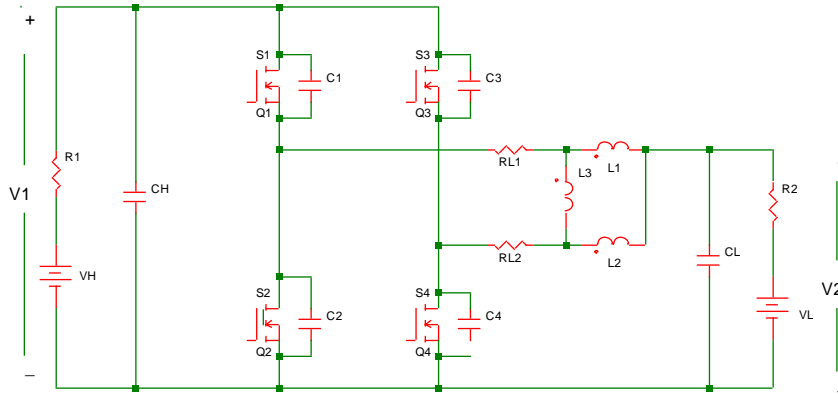 +
S1
S3
C1
C3
Q1
Q3
R1
RL1
L1
L3
R2
V1
CH
RL2
L2
CL
VH
S2
S4
VL
V2
C2
C4
Q2
Q4
–